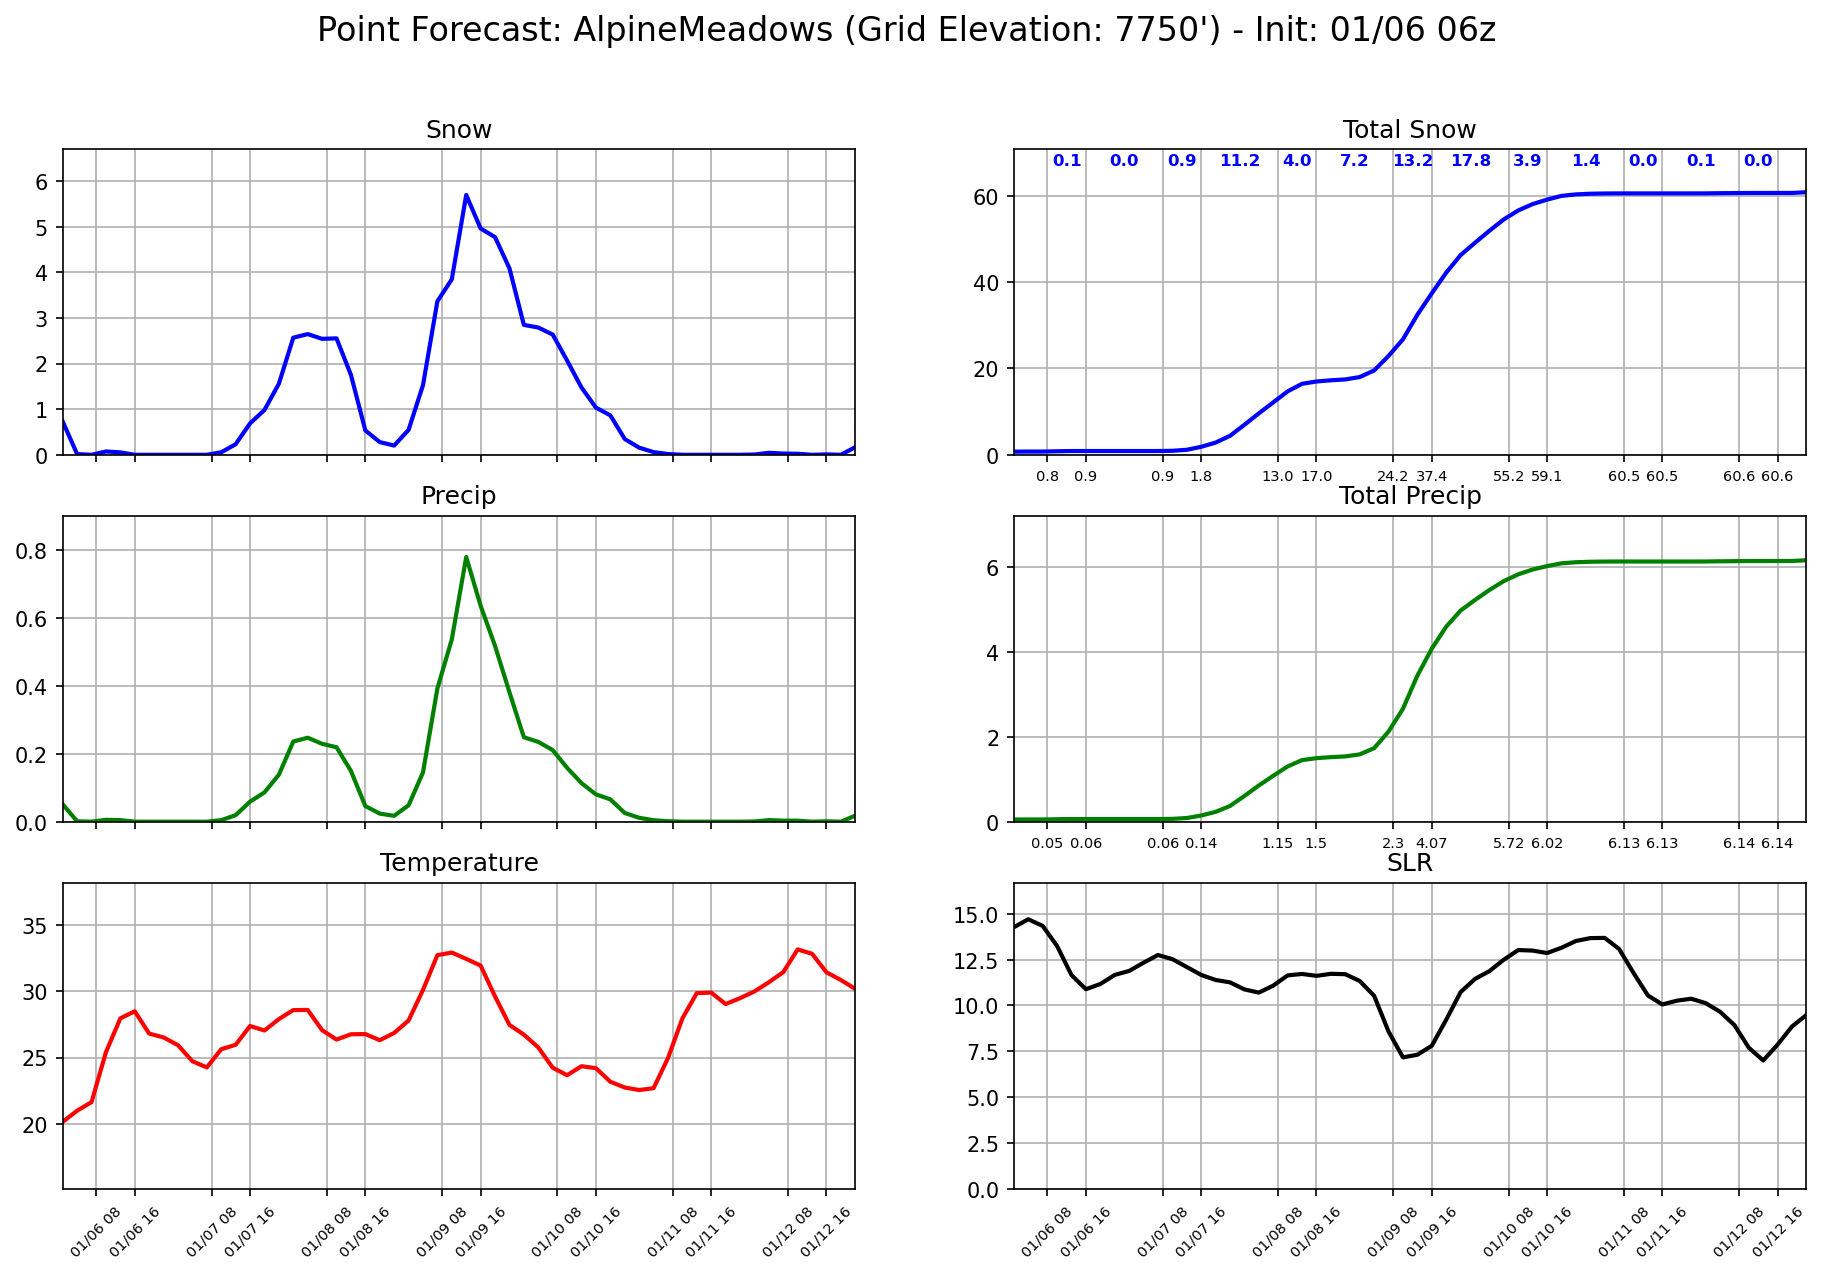 Point Forecast: AlpineMeadows (Grid Elevation: 7750') - Init: 01/06 06z
Snow
6
5
4
3
2
1
0
Total Snow
0.1 0.0 0.9 11.2 4.0 7.2 13.2 17.8 3.9 1.4 0.0 0.1 0.0
60
40
20
0
0.8 0.9 0.9 1.8 13.0 17.0 24.2 37.4 55.2 59.1 60.5 60.5 60.6 60.6
Precip
0.8
0.6
0.4
0.2
0.0
Total Precip
6
4
2
0
0.05 0.06 0.06 0.14 1.15 1.5 2.3 4.07 5.72 6.02 6.13 6.13 6.14 6.14
Temperature
35
30
25
20
01/06 08 01/06 16 01/07 08 01/07 16 01/08 08 01/08 16 01/09 08 01/09 16 01/10 08 01/10 16 01/11 08 01/11 16 01/12 08 01/12 16
SLR
15.0
12.5
10.0
7.5
5.0
2.5
0.0
01/06 08 01/06 16 01/07 08 01/07 16 01/08 08 01/08 16 01/09 08 01/09 16 01/10 08 01/10 16 01/11 08 01/11 16 01/12 08 01/12 16